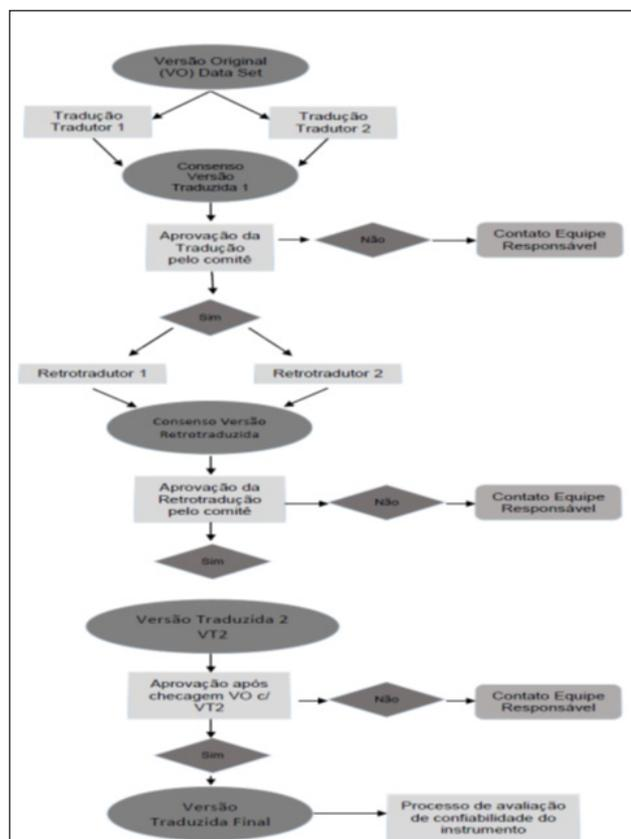 Versão Original
(VO) Data Set
Tradução
Tradutor 1
Tradução
Tradutor 2
Consenso
Versão
Traduzida 1
Aprovação da
Tradução
pelo comitê
Não
Contato Equipe
Responsável
Sim
Retrotradutor 1
Retrotradutor 2
Consenso Versão
Retrotraduzida
Aprovação da
Retrotradução
pelo comitê
Não
Contato Equipe
Responsável
Sim
Versão Traduzida 2
VT2
Aprovação após
checagem VO c/
VT2
Não
Contato Equipe
Responsável
Sim
Versão
Traduzida Final
Processo de avaliação
de confiabilidade do
instrumento